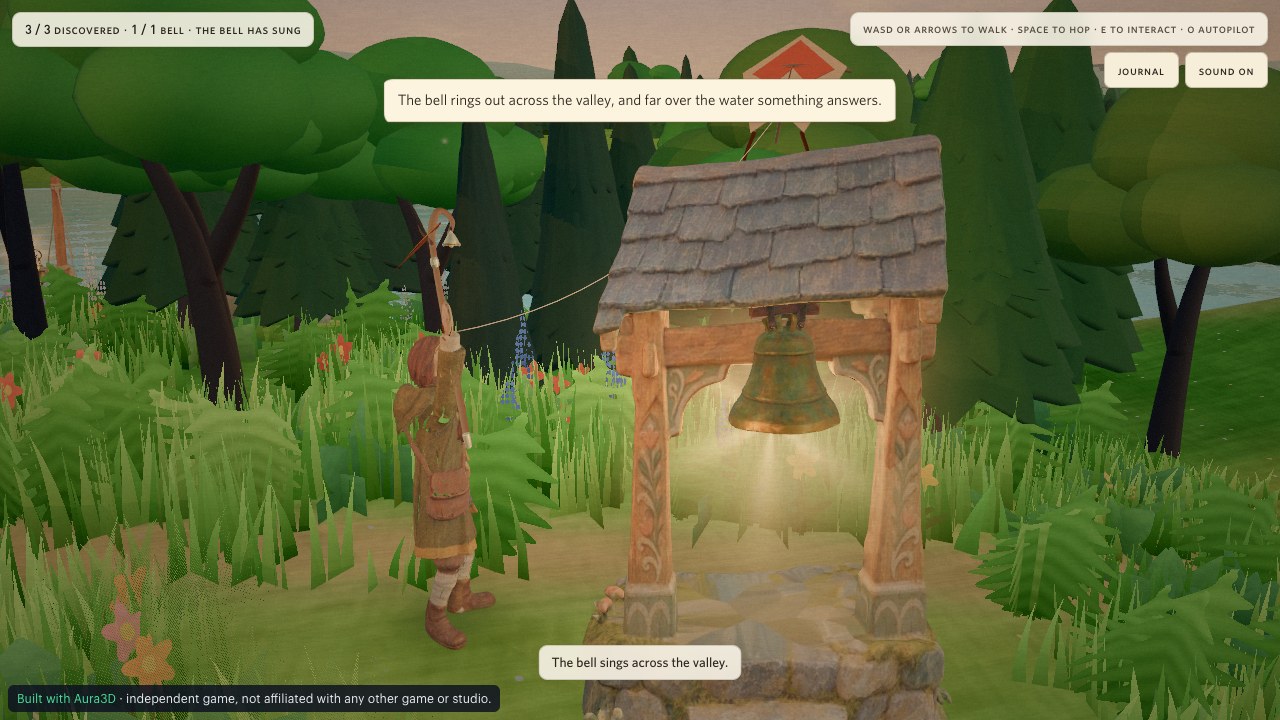 3 / 3 DISCOVERED · 1 / 1 BELL · THE BELL HAS SUNG
WASD OR ARROWS TO WALK · SPACE TO HOP · E TO INTERACT · O AUTOPILOT
JOURNAL
SOUND ON
The bell rings out across the valley, and far over the water something answers.
The bell sings across the valley.
Built with Aura3D · independent game, not affiliated with any other game or studio.